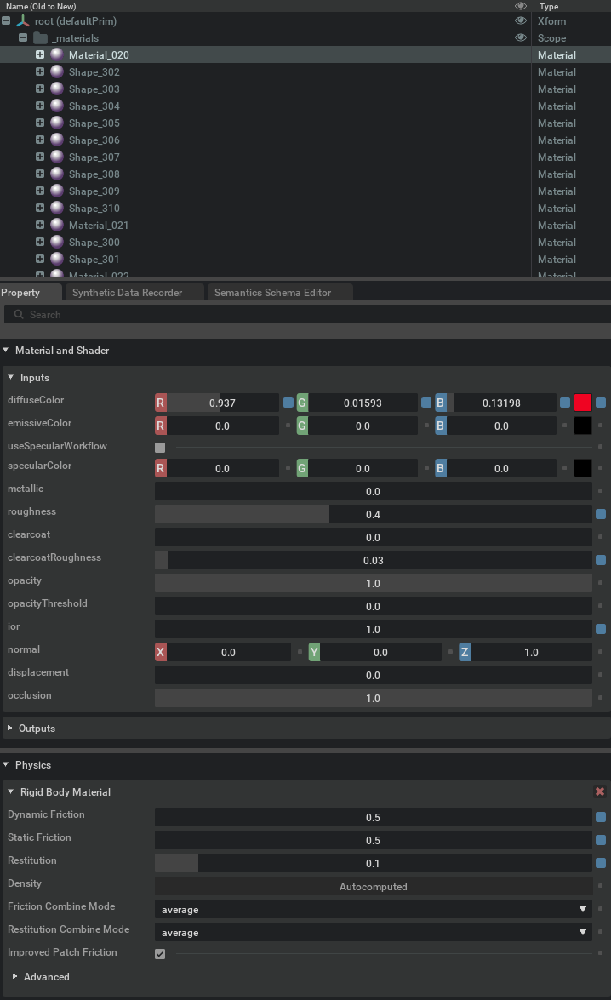 Name (Old to New) Type
root (defaultPrim) Xform
_materials Scope
Material_020 Material
Shape_302 Material
Shape_303 Material
Shape_304 Material
Shape_305 Material
Shape_306 Material
Shape_307 Material
Shape_308 Material
Shape_309 Material
Shape_310 Material
Material_021 Material
Shape_300 Material
Shape_301 Material
Material_022 Material
Property Synthetic Data Recorder Semantics Schema Editor
Search
Material and Shader
Inputs
diffuseColor R 0.937 G 0.01593 B 0.13198
emissiveColor R 0.0 G 0.0 B 0.0
useSpecularWorkflow
specularColor R 0.0 G 0.0 B 0.0
metallic 0.0
roughness 0.4
clearcoat 0.0
clearcoatRoughness 0.03
opacity 1.0
opacityThreshold 0.0
ior 1.0
normal X 0.0 Y 0.0 Z 1.0
displacement 0.0
occlusion 1.0
Outputs
Physics
Rigid Body Material
Dynamic Friction 0.5
Static Friction 0.5
Restitution 0.1
Density Autocomputed
Friction Combine Mode average
Restitution Combine Mode average
Improved Patch Friction
Advanced